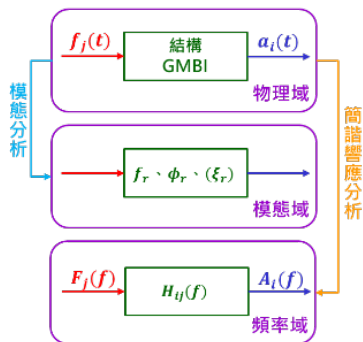 f_j(t)
結構
GMBI
a_i(t)
物理域
模態分析
簡諧響應分析
f_r、ϕ_r、(ξ_r)
模態域
F_j(f)
H_ij(f)
A_i(f)
頻率域